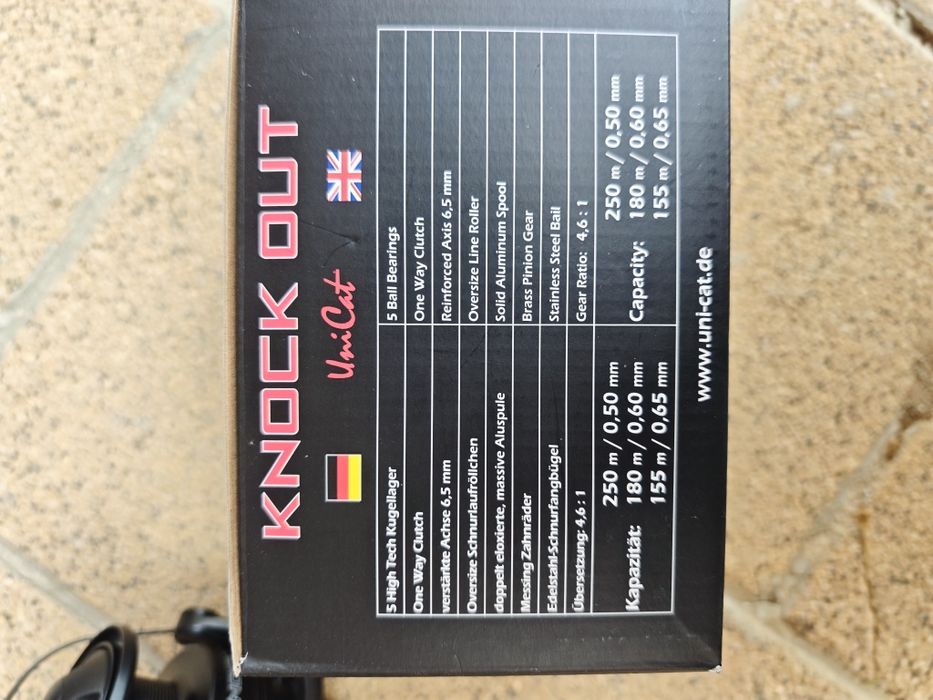 KNOCK OUT
UniCat
5 High Tech Kugellager
One Way Clutch
verstärkte Achse 6,5 mm
Oversize Schnurlaufröllchen
doppelt eloxierte, massive Aluspule
Messing Zahnräder
Edelstahl-Schnurfangbügel
Übersetzung: 4,6 : 1
Kapazität:
250 m / 0,50 mm
180 m / 0,60 mm
155 m / 0,65 mm
5 Ball Bearings
One Way Clutch
Reinforced Axis 6,5 mm
Oversize Line Roller
Solid Aluminum Spool
Brass Pinion Gear
Stainless Steel Bail
Gear Ratio: 4,6 : 1
Capacity:
250 m / 0,50 mm
180 m / 0,60 mm
155 m / 0,65 mm
www.uni-cat.de